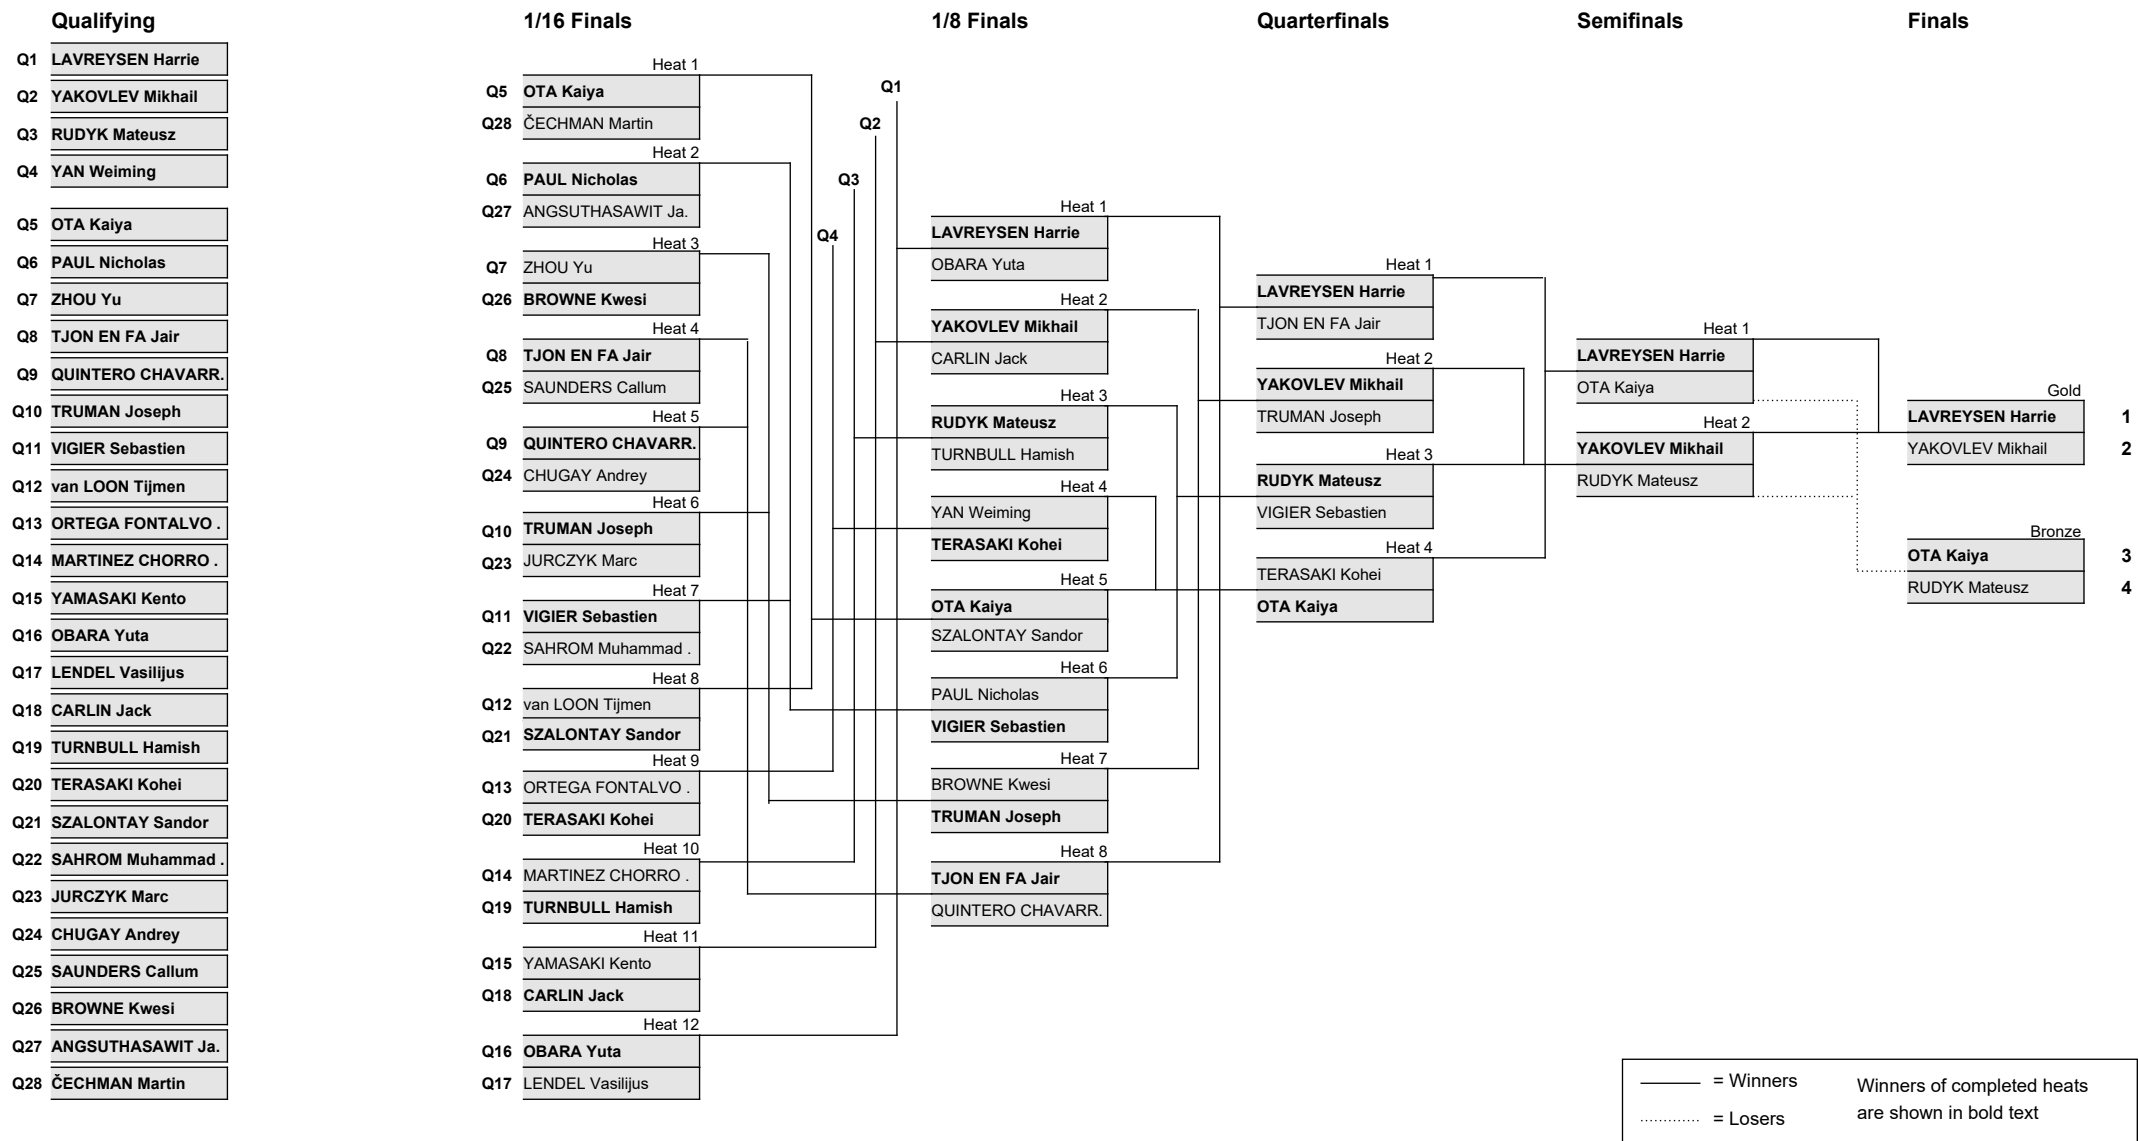 Qualifying
Q1 LAVREYSEN Harrie
Q2 YAKOVLEV Mikhail
Q3 RUDYK Mateusz
Q4 YAN Weiming
Q5 OTA Kaiya
Q6 PAUL Nicholas
Q7 ZHOU Yu
Q8 TJON EN FA Jair
Q9 QUINTERO CHAVARR.
Q10 TRUMAN Joseph
Q11 VIGIER Sebastien
Q12 van LOON Tijmen
Q13 ORTEGA FONTALVO .
Q14 MARTINEZ CHORRO .
Q15 YAMASAKI Kento
Q16 OBARA Yuta
Q17 LENDEL Vasilijus
Q18 CARLIN Jack
Q19 TURNBULL Hamish
Q20 TERASAKI Kohei
Q21 SZALONTAY Sandor
Q22 SAHROM Muhammad .
Q23 JURCZYK Marc
Q24 CHUGAY Andrey
Q25 SAUNDERS Callum
Q26 BROWNE Kwesi
Q27 ANGSUTHASAWIT Ja.
Q28 ČECHMAN Martin
1/16 Finals
Heat 1
Q5 OTA Kaiya
Q28 ČECHMAN Martin
Heat 2
Q6 PAUL Nicholas
Q27 ANGSUTHASAWIT Ja.
Heat 3
Q7 ZHOU Yu
Q26 BROWNE Kwesi
Heat 4
Q8 TJON EN FA Jair
Q25 SAUNDERS Callum
Heat 5
Q9 QUINTERO CHAVARR.
Q24 CHUGAY Andrey
Heat 6
Q10 TRUMAN Joseph
Q23 JURCZYK Marc
Heat 7
Q11 VIGIER Sebastien
Q22 SAHROM Muhammad .
Heat 8
Q12 van LOON Tijmen
Q21 SZALONTAY Sandor
Heat 9
Q13 ORTEGA FONTALVO .
Q20 TERASAKI Kohei
Heat 10
Q14 MARTINEZ CHORRO .
Q19 TURNBULL Hamish
Heat 11
Q15 YAMASAKI Kento
Q18 CARLIN Jack
Heat 12
Q16 OBARA Yuta
Q17 LENDEL Vasilijus
Q1
Q2
Q3
Q4
1/8 Finals
Heat 1
LAVREYSEN Harrie
OBARA Yuta
Heat 2
YAKOVLEV Mikhail
CARLIN Jack
Heat 3
RUDYK Mateusz
TURNBULL Hamish
Heat 4
YAN Weiming
TERASAKI Kohei
Heat 5
OTA Kaiya
SZALONTAY Sandor
Heat 6
PAUL Nicholas
VIGIER Sebastien
Heat 7
BROWNE Kwesi
TRUMAN Joseph
Heat 8
TJON EN FA Jair
QUINTERO CHAVARR.
Quarterfinals
Heat 1
LAVREYSEN Harrie
TJON EN FA Jair
Heat 2
YAKOVLEV Mikhail
TRUMAN Joseph
Heat 3
RUDYK Mateusz
VIGIER Sebastien
Heat 4
TERASAKI Kohei
OTA Kaiya
Semifinals
Heat 1
LAVREYSEN Harrie
OTA Kaiya
Heat 2
YAKOVLEV Mikhail
RUDYK Mateusz
Finals
Gold
LAVREYSEN Harrie 1
YAKOVLEV Mikhail 2
Bronze
OTA Kaiya 3
RUDYK Mateusz 4
= Winners
= Losers
Winners of completed heats
are shown in bold text